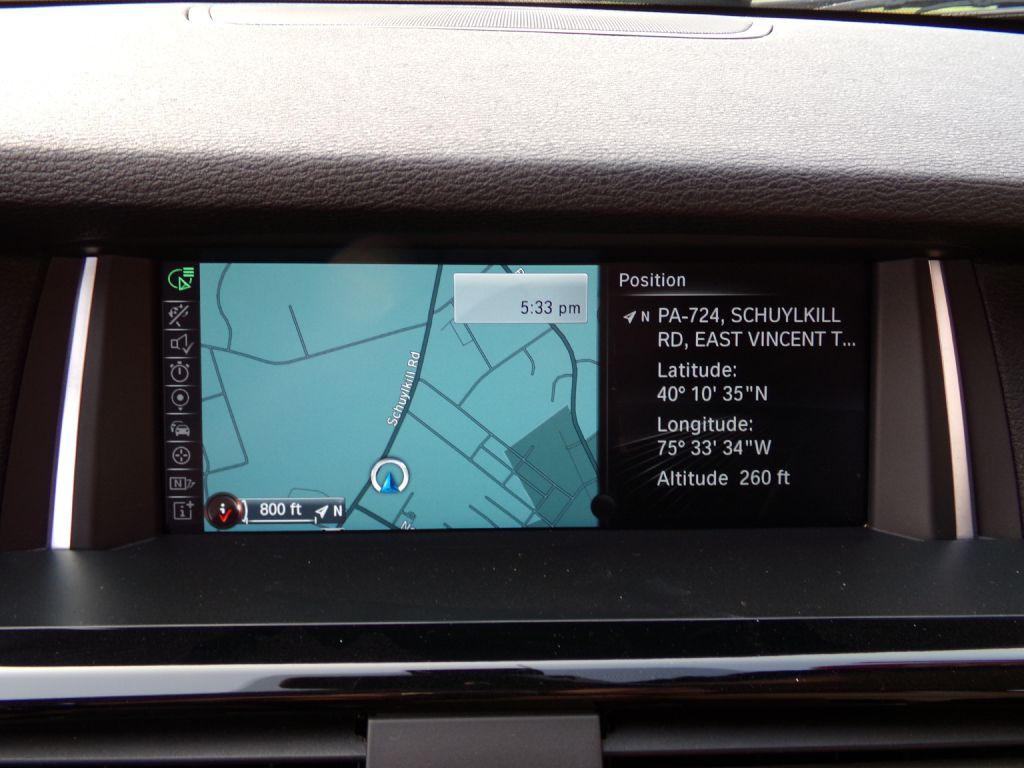 5:33 pm
Schuylkill Rd
800 ft
N
Position
N PA-724, SCHUYLKILL
RD, EAST VINCENT T...
Latitude:
40° 10' 35"N
Longitude:
75° 33' 34"W
Altitude 260 ft